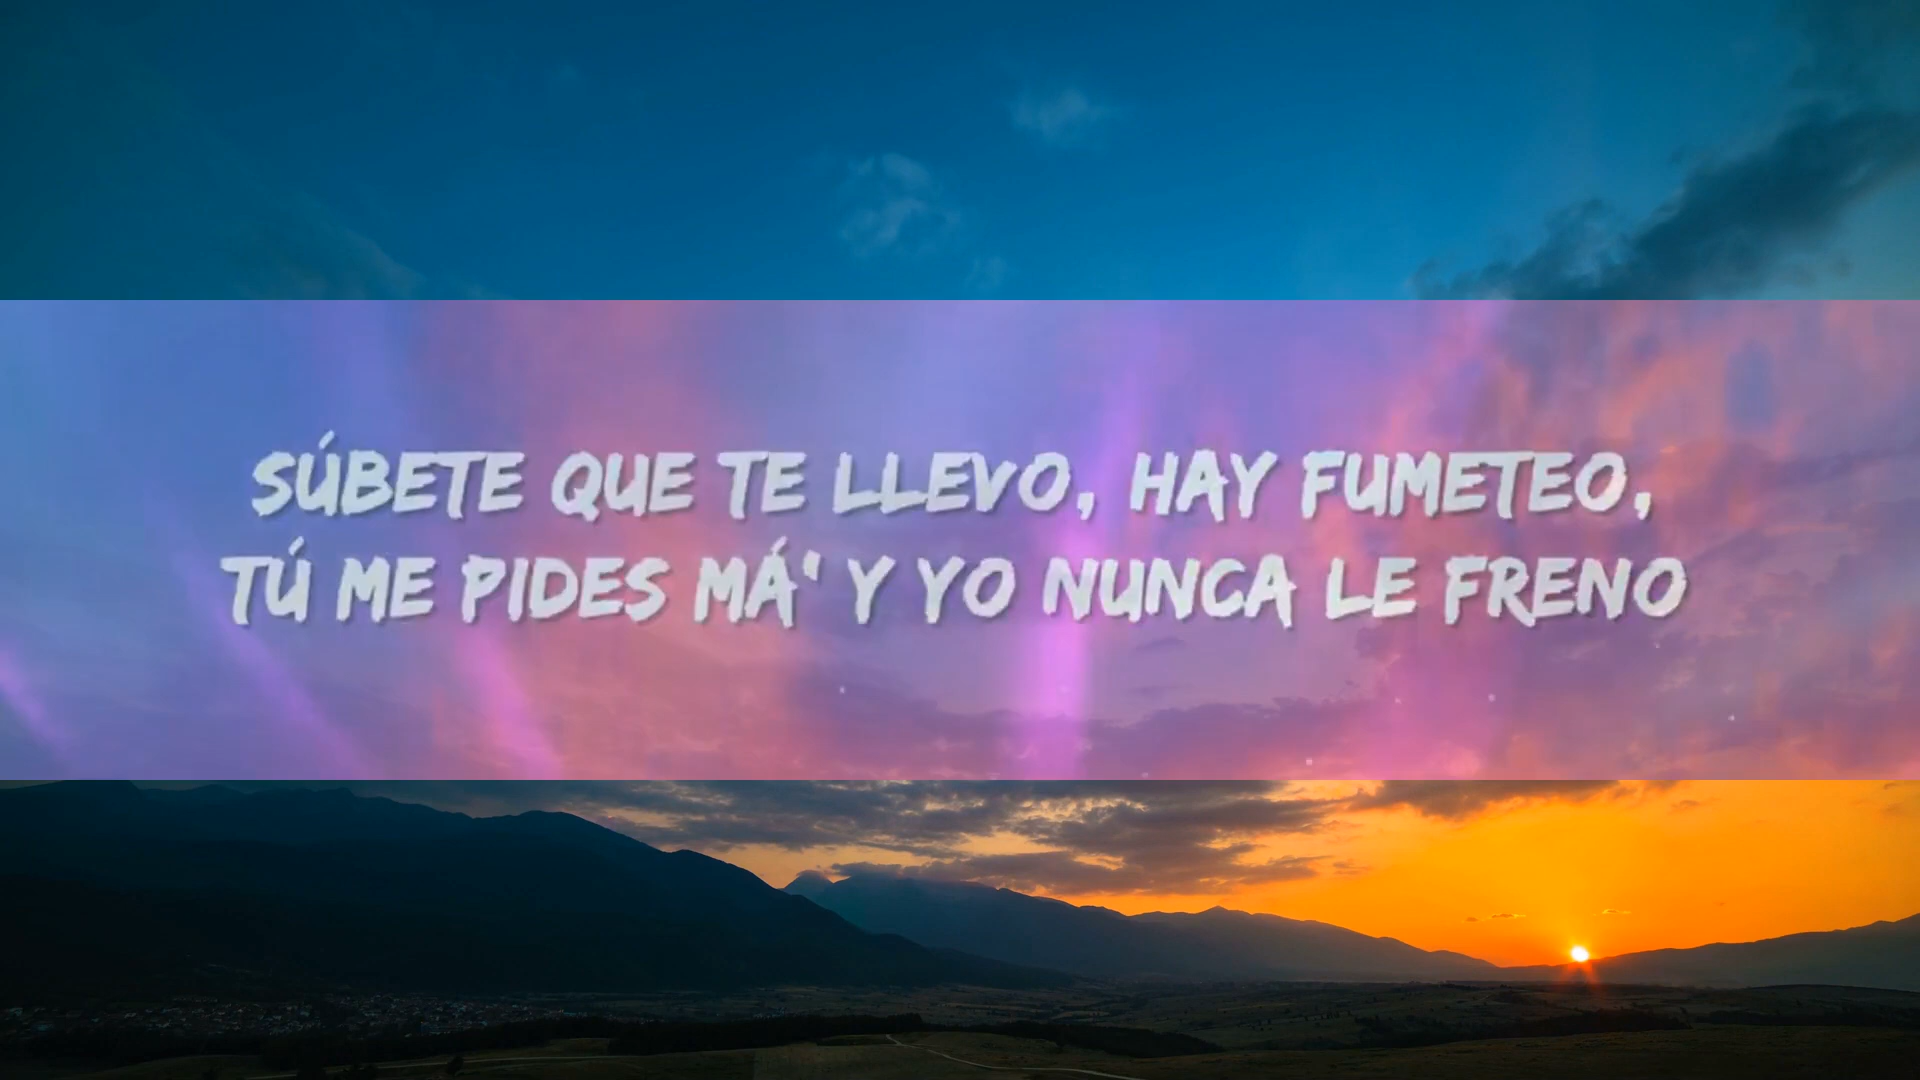 SÚBETE QUE TE LLEVO, HAY FUMETEO,
TÚ ME PIDES MÁ' Y YO NUNCA LE FRENO